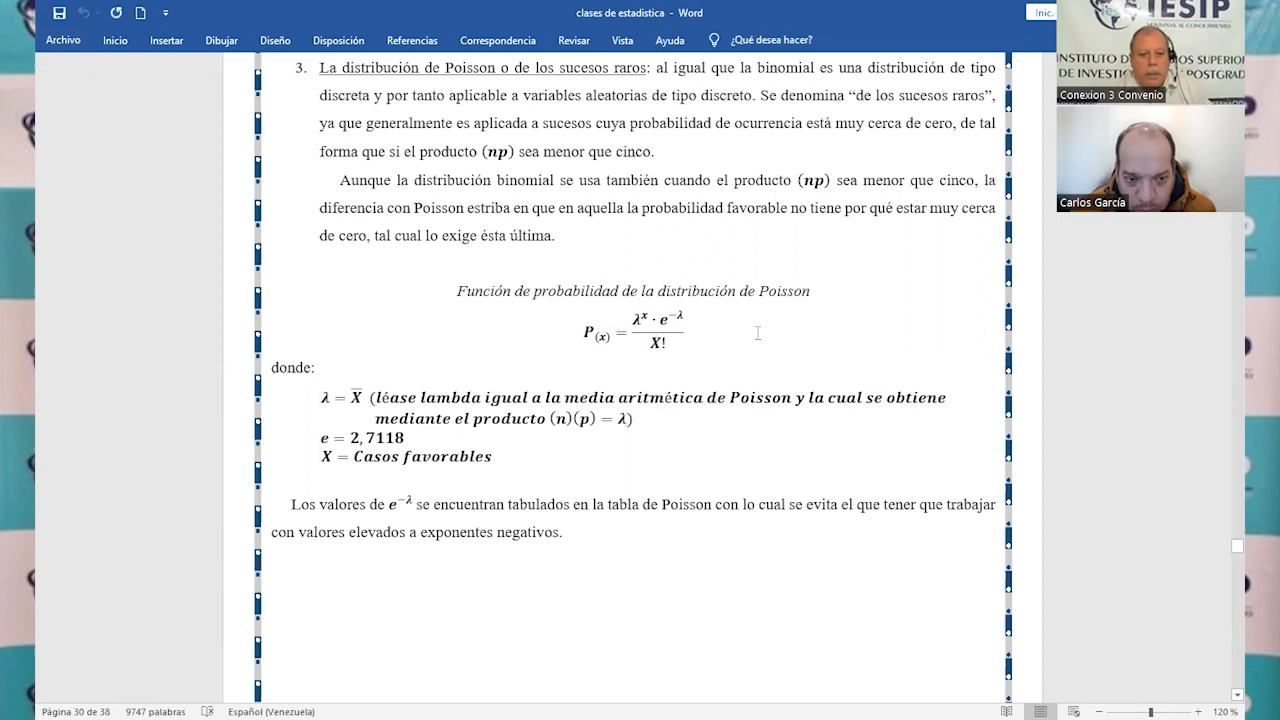 clases de estadistica - Word
Inic.
Archivo Inicio Insertar Dibujar Diseño Disposición Referencias Correspondencia Revisar Vista Ayuda ¿Qué desea hacer?
IESIP
VENTANAS AL CONOCIMIENTO
INSTITUTO D SUPERIOR
DE INVESTI POSTGRAD
Conexion 3 Convenio
Carlos García
3. La distribución de Poisson o de los sucesos raros: al igual que la binomial es una distribución de tipo
discreta y por tanto aplicable a variables aleatorias de tipo discreto. Se denomina “de los sucesos raros”,
ya que generalmente es aplicada a sucesos cuya probabilidad de ocurrencia está muy cerca de cero, de tal
forma que si el producto (np) sea menor que cinco.
Aunque la distribución binomial se usa también cuando el producto (np) sea menor que cinco, la
diferencia con Poisson estriba en que en aquella la probabilidad favorable no tiene por qué estar muy cerca
de cero, tal cual lo exige ésta última.
Función de probabilidad de la distribución de Poisson
P(x) = λ^x · e^−λ / X!
donde:
λ = X̅ (léase lambda igual a la media aritmética de Poisson y la cual se obtiene
mediante el producto (n)(p) = λ)
e = 2,7118
X = Casos favorables
Los valores de e^−λ se encuentran tabulados en la tabla de Poisson con lo cual se evita el que tener que trabajar
con valores elevados a exponentes negativos.
Página 30 de 38 9747 palabras Español (Venezuela) 120 %